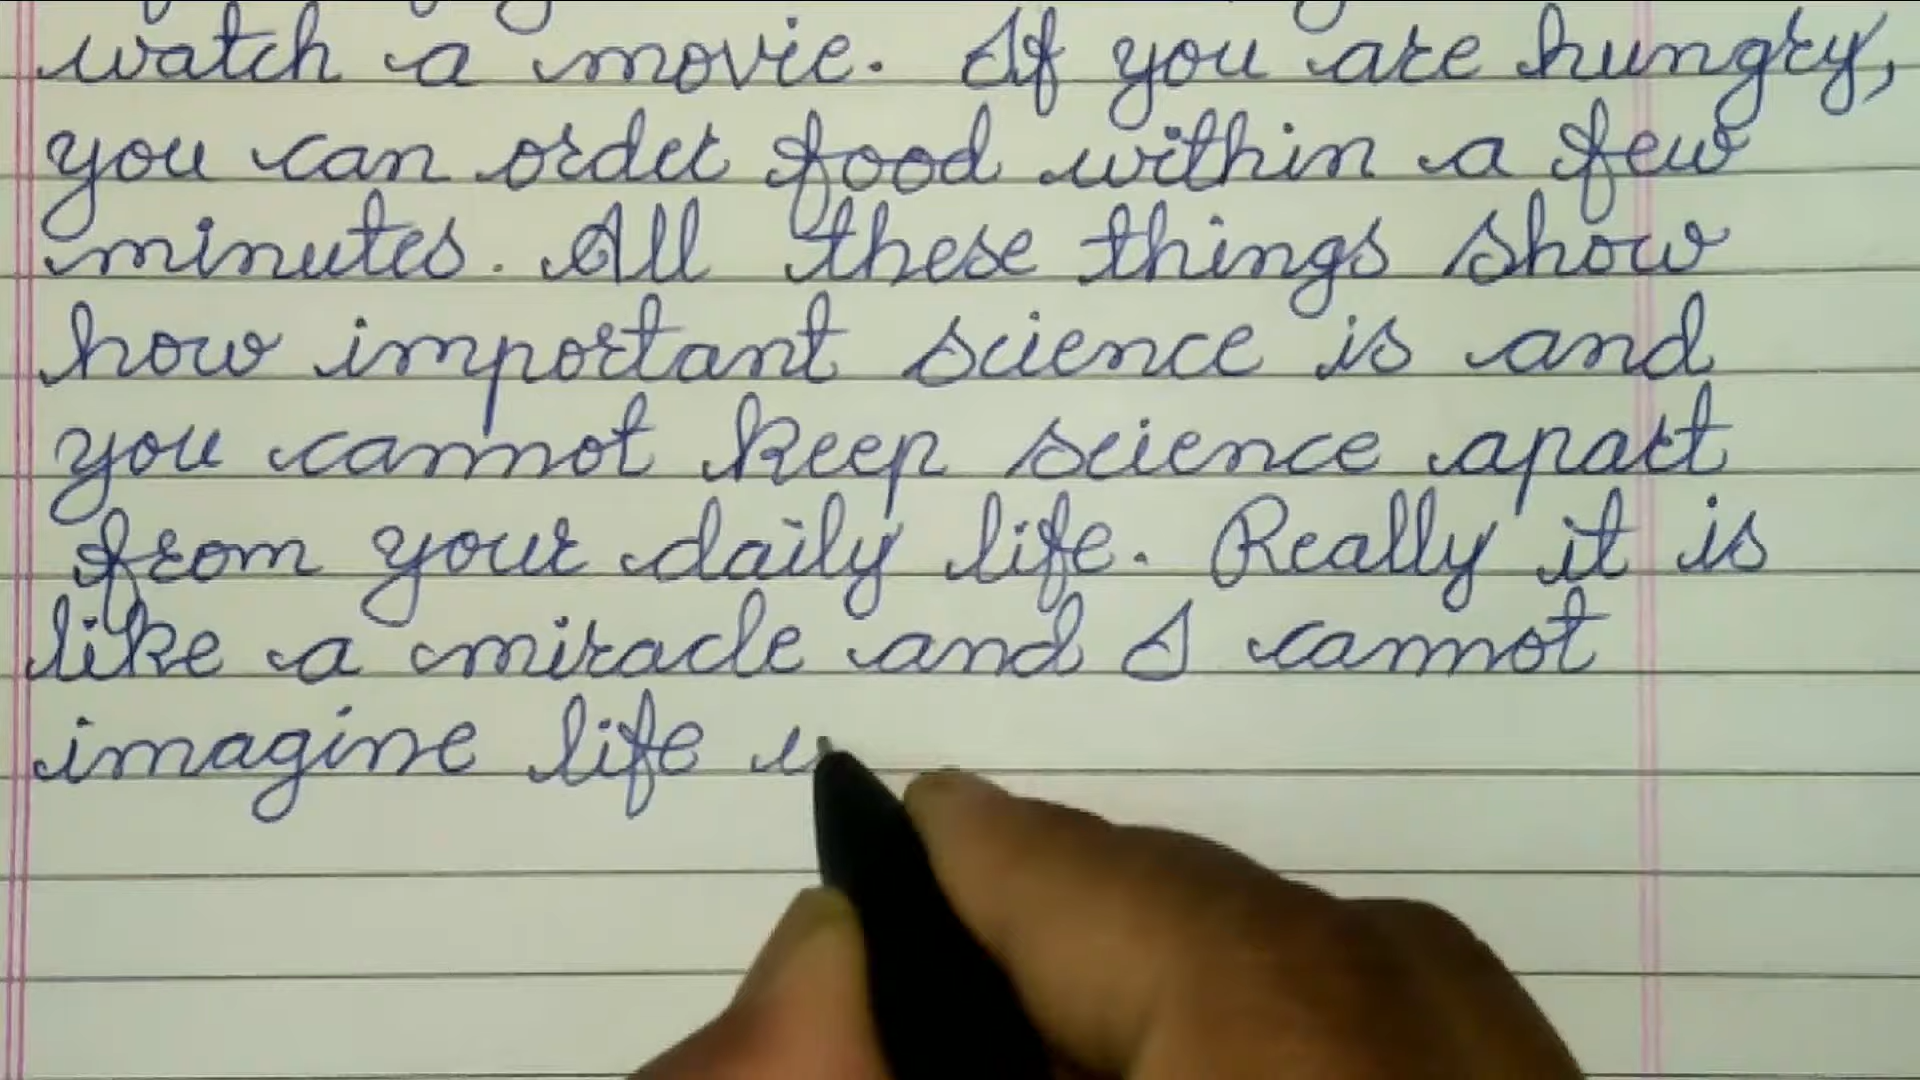 watch a movie. If you are hungry,
you can order food within a few
minutes. All these things show
how important science is and
you cannot keep science apart
from your daily life. Really it is
like a miracle and I cannot
imagine life